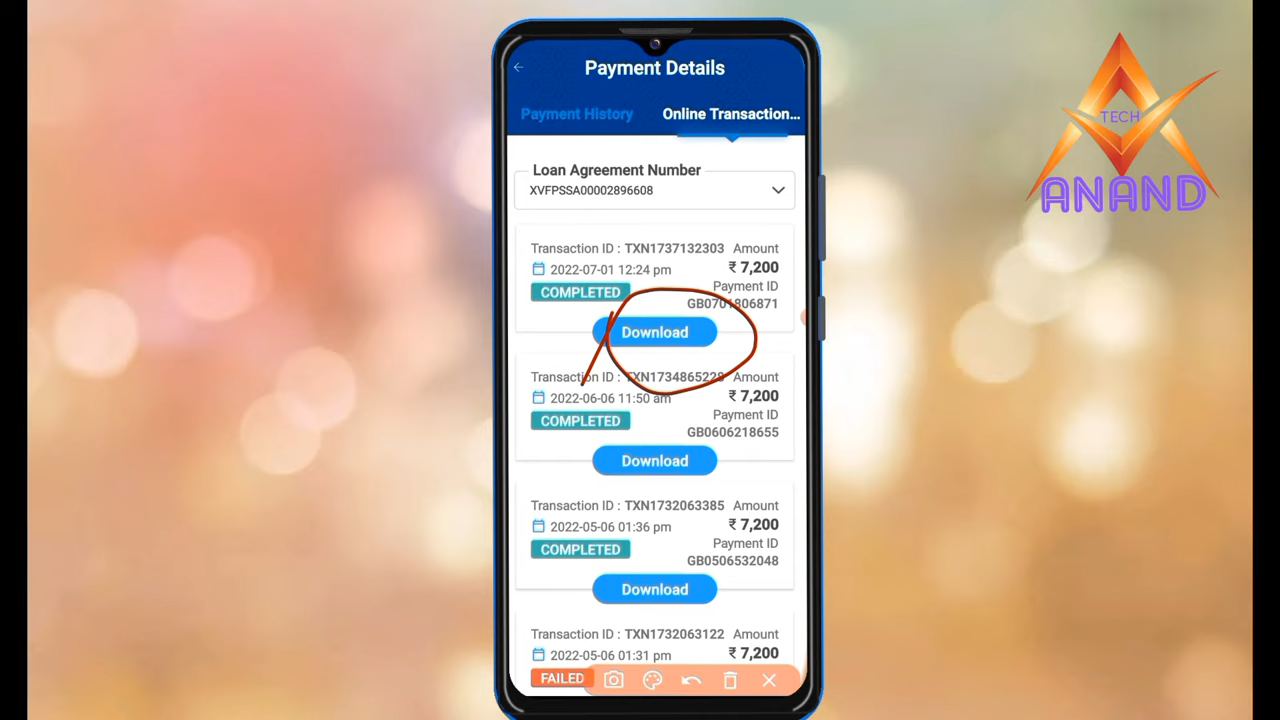 Payment Details
Payment History
Online Transaction...
Loan Agreement Number
XVFPSSA00002896608
Transaction ID : TXN1737132303 Amount
2022-07-01 12:24 pm ₹ 7,200
Payment ID
COMPLETED
GB0701806871
Download
Transaction ID : TXN1734865228 Amount
2022-06-06 11:50 am ₹ 7,200
Payment ID
COMPLETED
GB0606218655
Download
Transaction ID : TXN1732063385 Amount
2022-05-06 01:36 pm ₹ 7,200
Payment ID
COMPLETED
GB0506532048
Download
Transaction ID : TXN1732063122 Amount
2022-05-06 01:31 pm ₹ 7,200
FAILED
TECH
ANAND